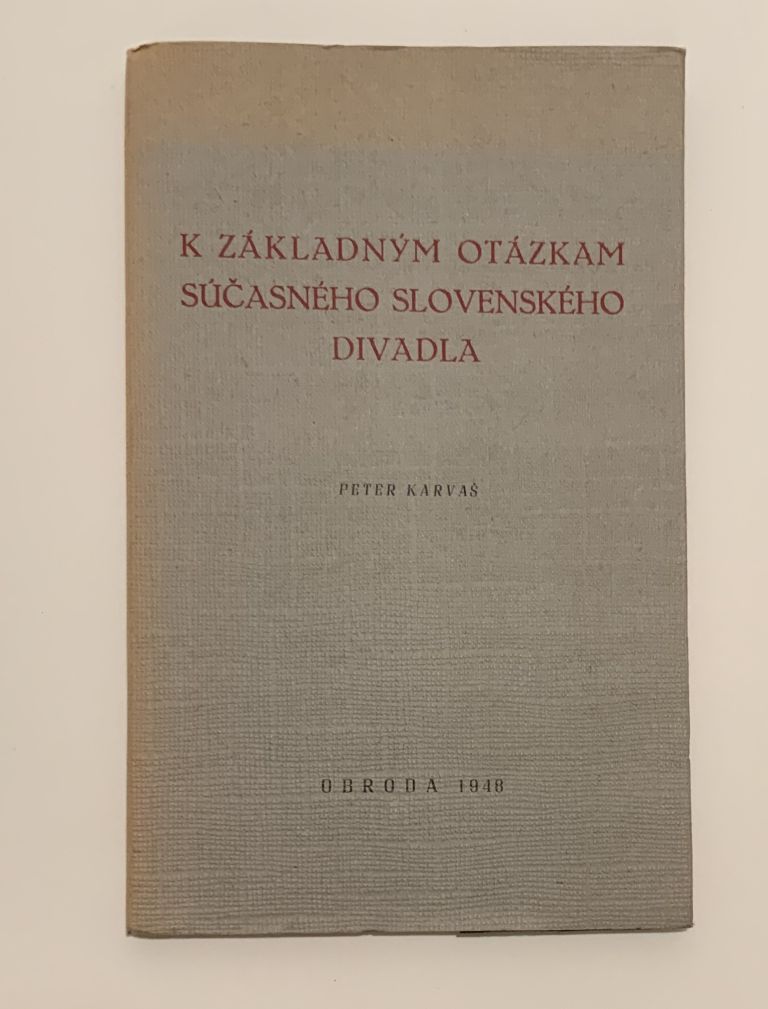 K ZÁKLADNÝM OTÁZKAM
SÚČASNÉHO SLOVENSKÉHO
DIVADLA
PETER KARVAŠ
OBRODA 1948